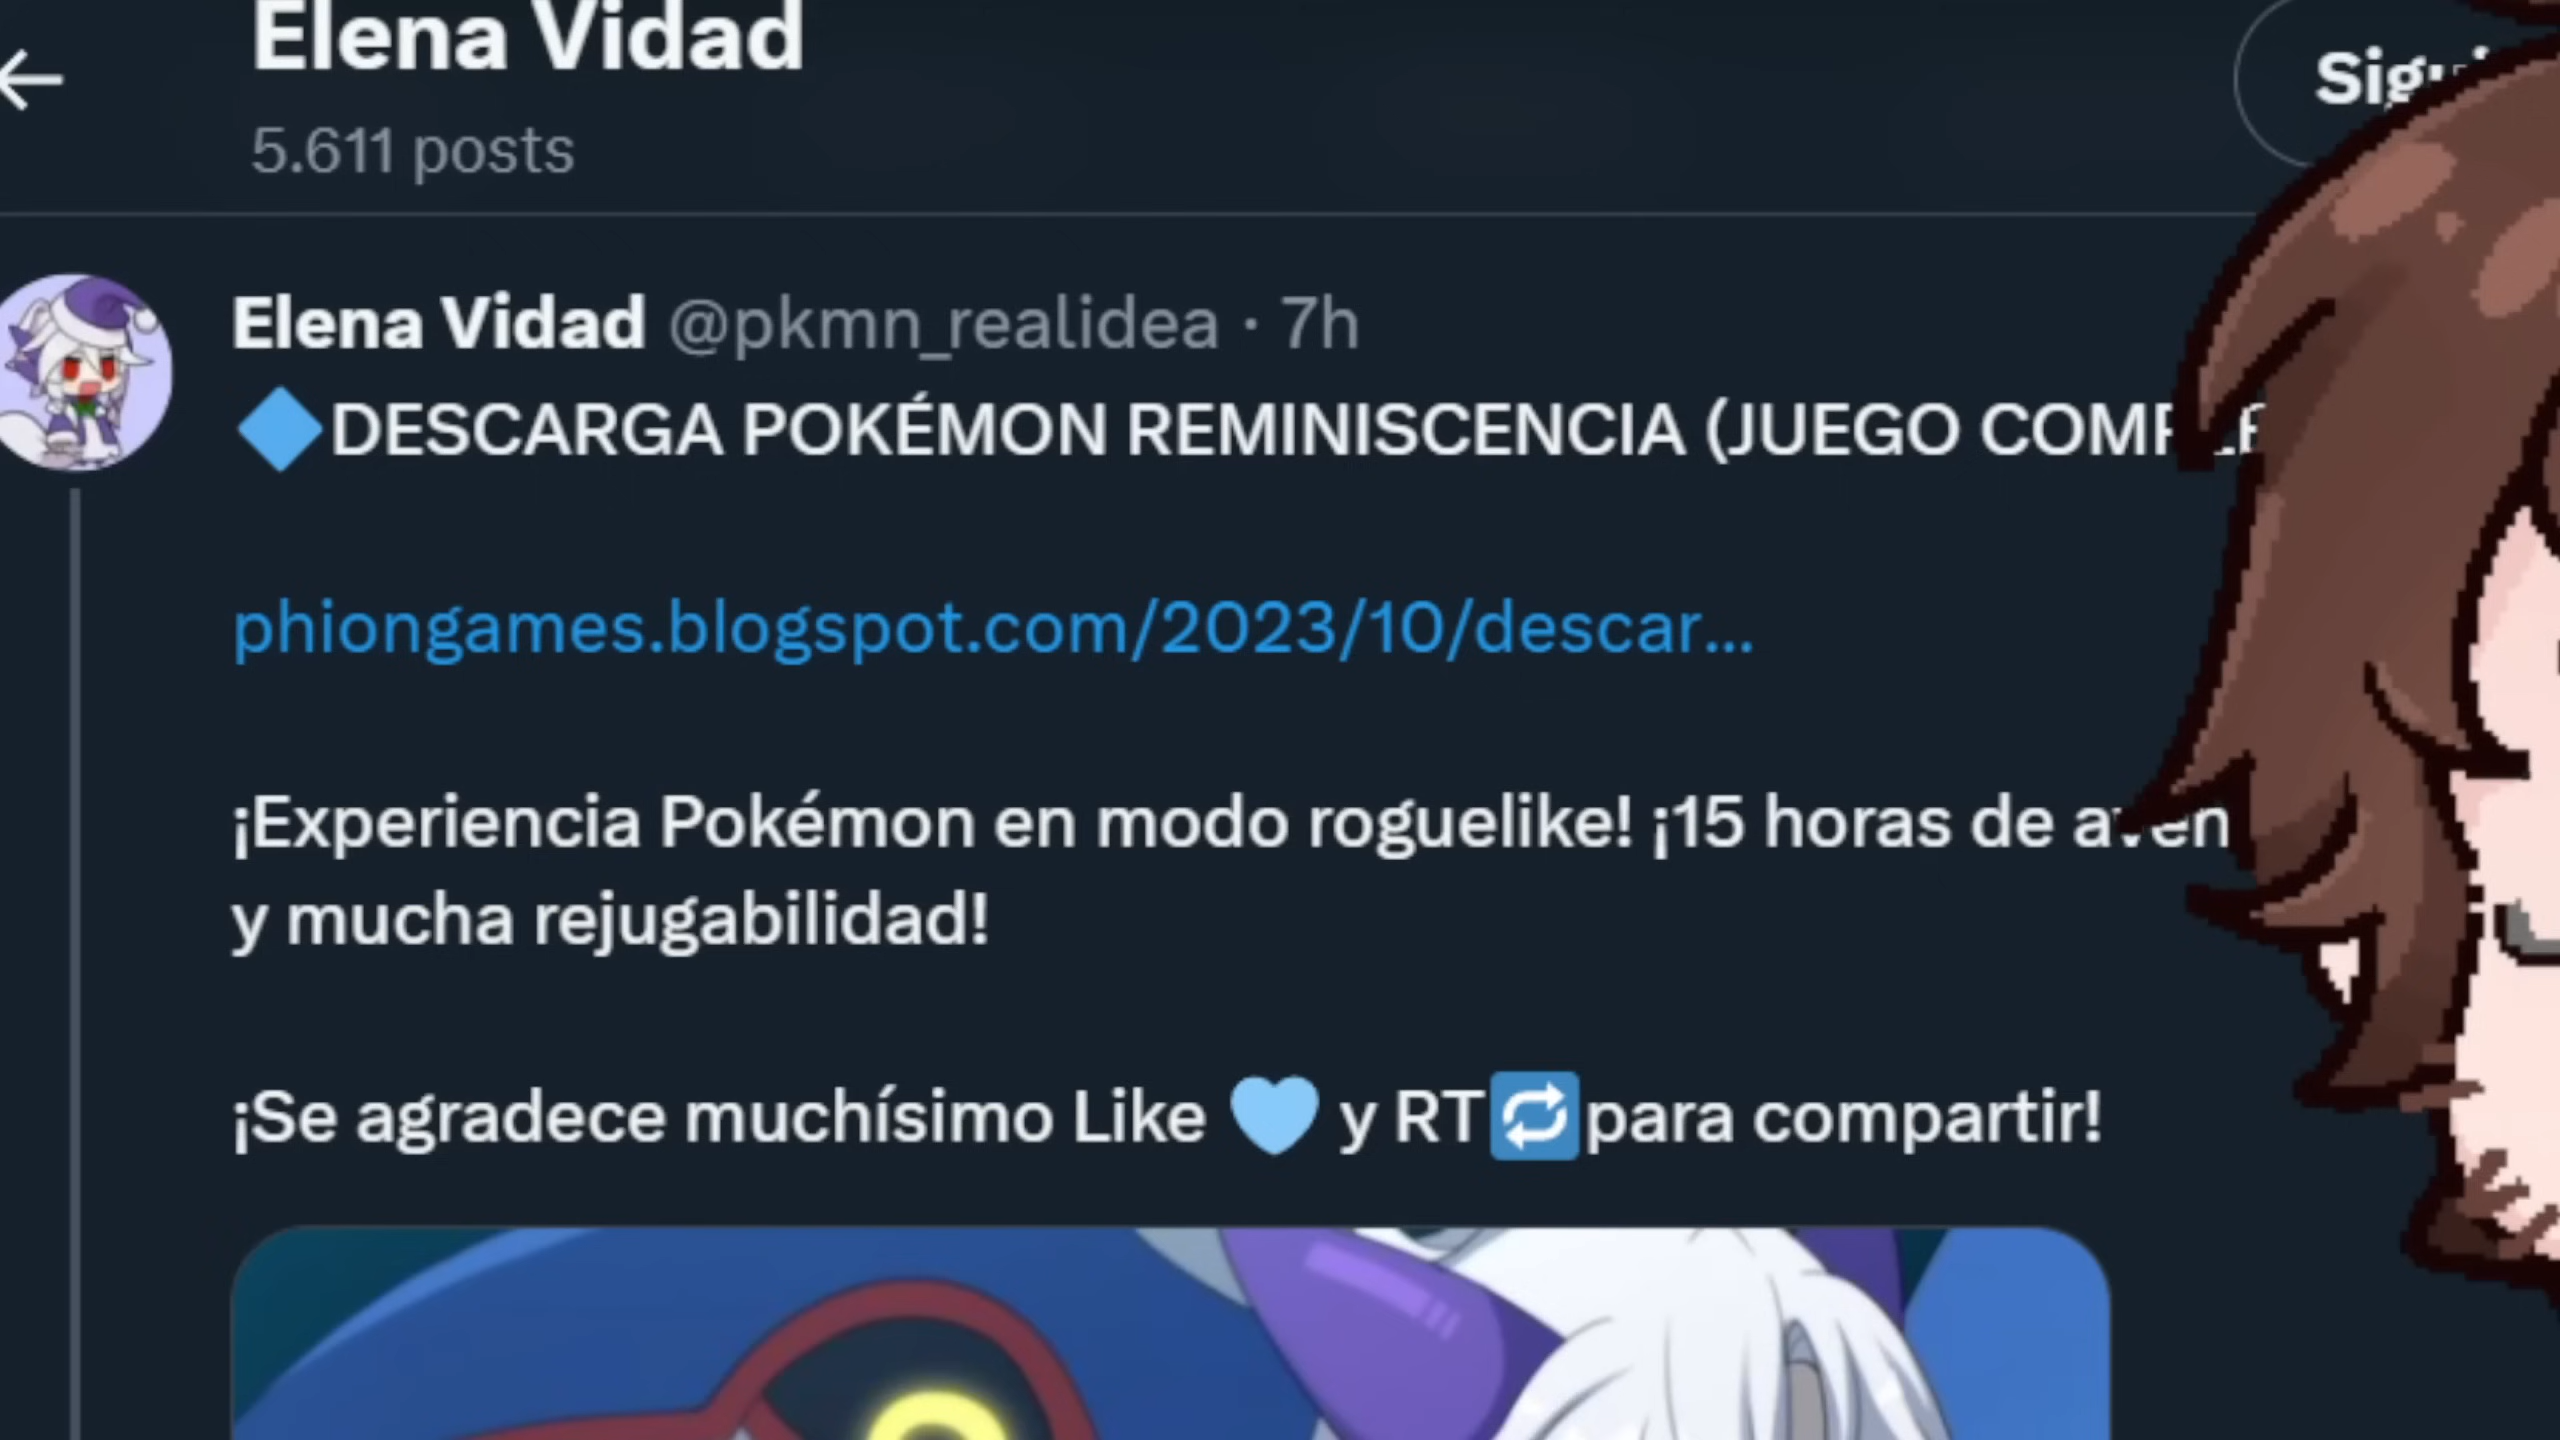 Elena Vidad
5.611 posts
Elena Vidad @pkmn_realidea · 7h
🔷DESCARGA POKÉMON REMINISCENCIA (JUEGO
phiongames.blogspot.com/2023/10/descar...
¡Experiencia Pokémon en modo roguelike! ¡15 horas de
y mucha rejugabilidad!
¡Se agradece muchísimo Like 🩵 y RT🔁para compartir!